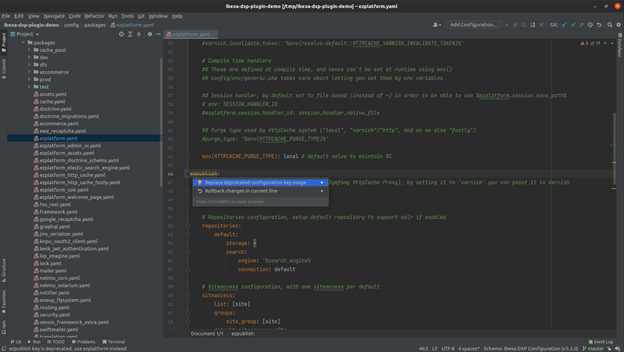 ibexa-dxp-plugin-demo [/tmp/ibexa-dxp-plugin-demo] – ezplatform.yaml
File Edit View Navigate Code Refactor Run Tools Git Window Help
ibexa-dxp-plugin-demo config packages ezplatform.yaml
Add Configuration...
Git:
Project
ezplatform.yaml
packages
cache_pool
dev
dfs
ecommerce
prod
test
assets.yaml
cache.yaml
doctrine.yaml
doctrine_migrations.yaml
ecommerce.yaml
ewz_recaptcha.yaml
ezplatform.yaml
ezplatform_admin_ui.yaml
ezplatform_assets.yaml
ezplatform_doctrine_schema.yaml
ezplatform_elastic_search_engine.yaml
ezplatform_http_cache.yaml
ezplatform_http_cache_fastly.yaml
ezplatform_solr.yaml
ezplatform_welcome_page.yaml
fos_rest.yaml
framework.yaml
google_recaptcha.yaml
graphql.yaml
jms_serializer.yaml
knpu_oauth2_client.yaml
lexik_jwt_authentication.yaml
liip_imagine.yaml
lock.yaml
mailer.yaml
nelmio_cors.yaml
nelmio_solarium.yaml
notifier.yaml
oneup_flysystem.yaml
routing.yaml
security.yaml
sensio_framework_extra.yaml
swiftmailer.yaml
translation.yaml
#varnish_invalidate_token: '%env(resolve:default::HTTPCACHE_VARNISH_INVALIDATE_TOKEN)%'
# Compile time handlers
## These are defined at compile time, and hence can't be set at runtime using env()
## config/env/generic.php takes care about letting you set them by env variables
## Session handler, by default set to file based (instead of ~) in order to be able to use %ezplatform.session.save_path%
# env: SESSION_HANDLER_ID
#ezplatform.session.handler_id: session.handler.native_file
## Purge type used by HttpCache system ("local", "varnish"/"http", and on ee also "fastly")
#purge_type: '%env(HTTPCACHE_PURGE_TYPE)%'
env(HTTPCACHE_PURGE_TYPE): local # default value to maintain BC
ezpublish:
Symfony HttpCache Proxy), by setting it to 'varnish' you can point it to Varnish
Replace deprecated configuration key usage
Rollback changes in current line
Press Ctrl+Mayús+I to open preview
# Repositories configuration, setup default repository to support solr if enabled
repositories:
default:
storage: ~
search:
engine: '%search_engine%'
connection: default
# Siteaccess configuration, with one siteaccess per default
siteaccess:
list: [site]
groups:
site_group: [site]
Document 1/1 ezpublish:
Git Run TODO Problems Terminal
Event Log
ezpublish key is deprecated, use ezplatform instead
46:2 LF UTF-8 4 spaces* Schema: Ibexa DXP Configuration (v3.3.0) master
Project
Commit
Structure
Favorites
npm
Database